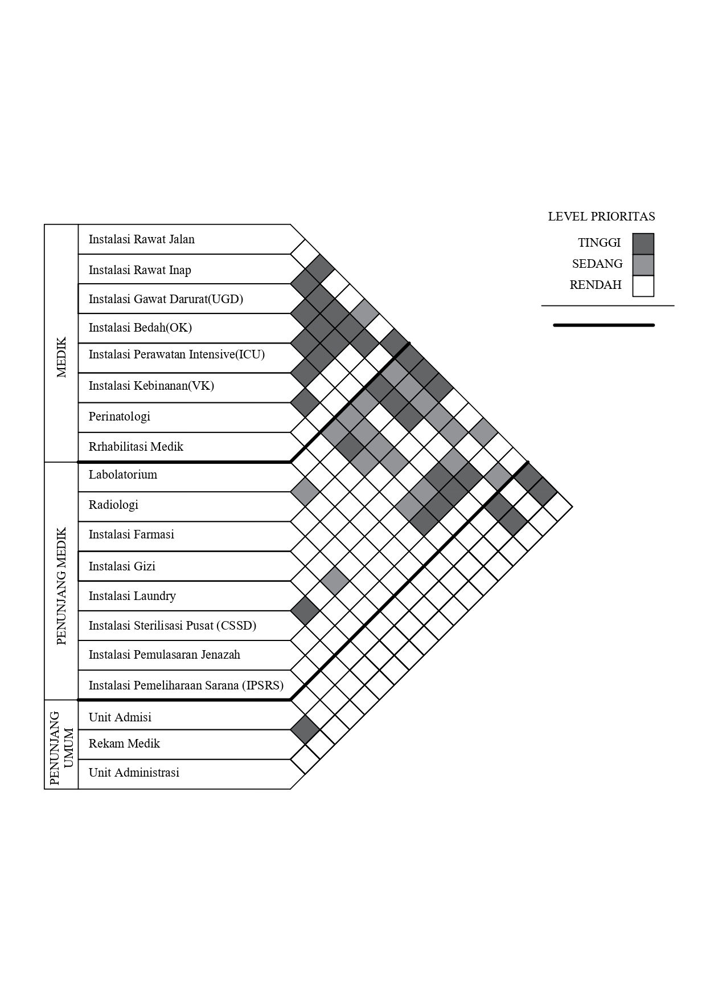 LEVEL PRIORITAS
TINGGI
SEDANG
RENDAH
MEDIK
Instalasi Rawat Jalan
Instalasi Rawat Inap
Instalasi Gawat Darurat(UGD)
Instalasi Bedah(OK)
Instalasi Perawatan Intensive(ICU)
Instalasi Kebinanan(VK)
Perinatologi
Rrhabilitasi Medik
PENUNJANG MEDIK
Labolatorium
Radiologi
Instalasi Farmasi
Instalasi Gizi
Instalasi Laundry
Instalasi Sterilisasi Pusat (CSSD)
Instalasi Pemulasaran Jenazah
Instalasi Pemeliharaan Sarana (IPSRS)
PENUNJANG
UMUM
Unit Admisi
Rekam Medik
Unit Administrasi